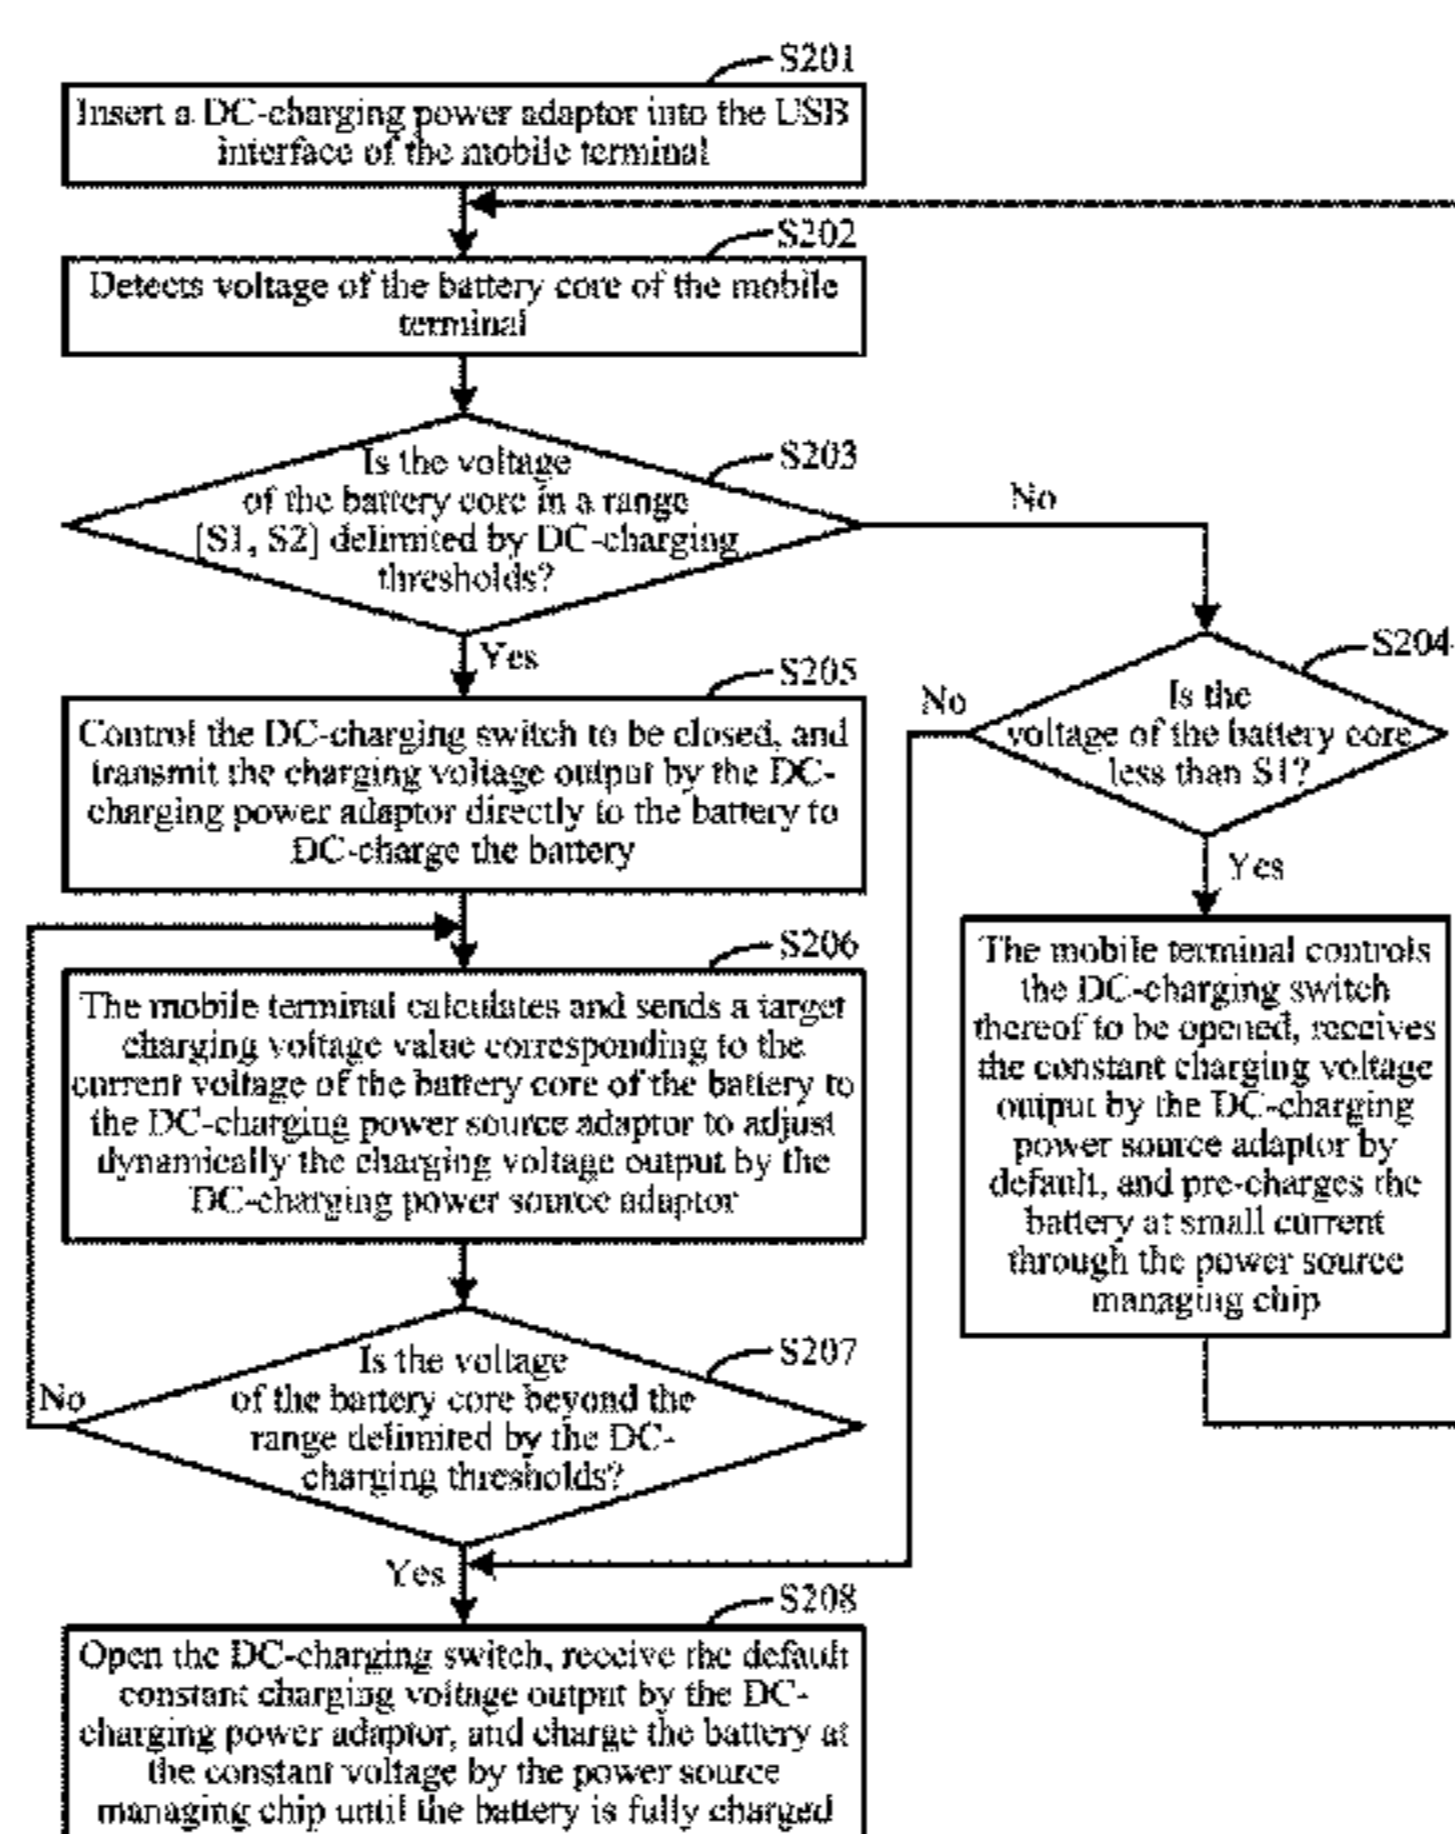 S201
Insert a DC-charging power adaptor into the USB
interface of the mobile terminal
S202
Detects voltage of the battery core of the mobile
terminal
S203
Is the voltage
of the battery core in a range
[S1, S2] delimited by DC-charging
thresholds?
No
Yes
S204
Is the
voltage of the battery core
less than S1?
No
Yes
S205
Control the DC-charging switch to be closed, and
transmit the charging voltage output by the DC-
charging power adaptor directly to the battery to
DC-charge the battery
The mobile terminal controls
the DC-charging switch
thereof to be opened, receives
the constant charging voltage
output by the DC-charging
power source adaptor by
default, and pre-charges the
battery at small current
through the power source
managing chip
S206
The mobile terminal calculates and sends a target
charging voltage value corresponding to the
current voltage of the battery core of the battery to
the DC-charging power source adaptor to adjust
dynamically the charging voltage output by the
DC-charging power source adaptor
S207
Is the voltage
of the battery core beyond the
range delimited by the DC-
charging thresholds?
No
Yes
S208
Open the DC-charging switch, receive the default
constant charging voltage output by the DC-
charging power adaptor, and charge the battery at
the constant voltage by the power source
managing chip until the battery is fully charged